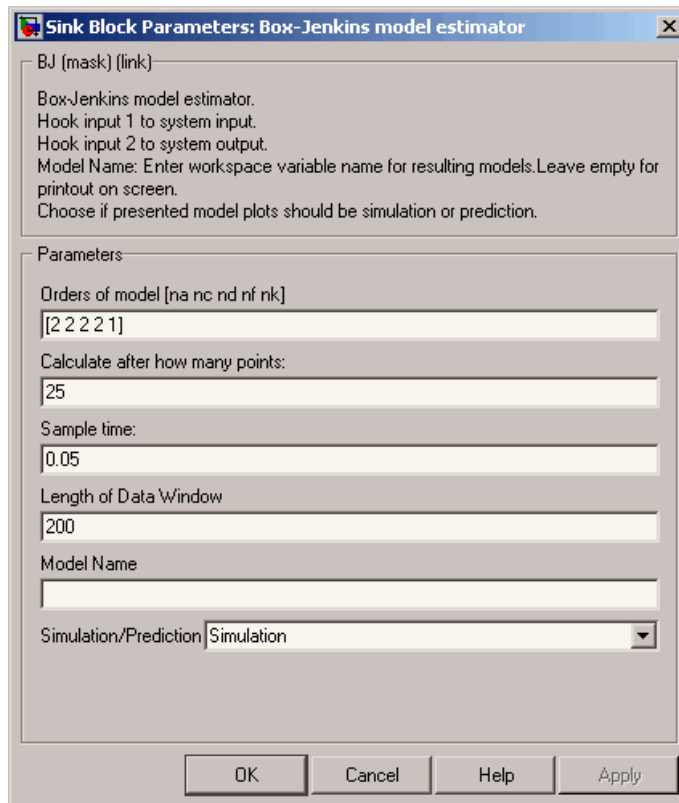 Sink Block Parameters: Box-Jenkins model estimator
BJ (mask) (link)
Box-Jenkins model estimator.
Hook input 1 to system input.
Hook input 2 to system output.
Model Name: Enter workspace variable name for resulting models.Leave empty for
printout on screen.
Choose if presented model plots should be simulation or prediction.
Parameters
Orders of model [na nc nd nf nk]
[2 2 2 2 1]
Calculate after how many points:
25
Sample time:
0.05
Length of Data Window
200
Model Name
Simulation/Prediction Simulation
OK Cancel Help Apply